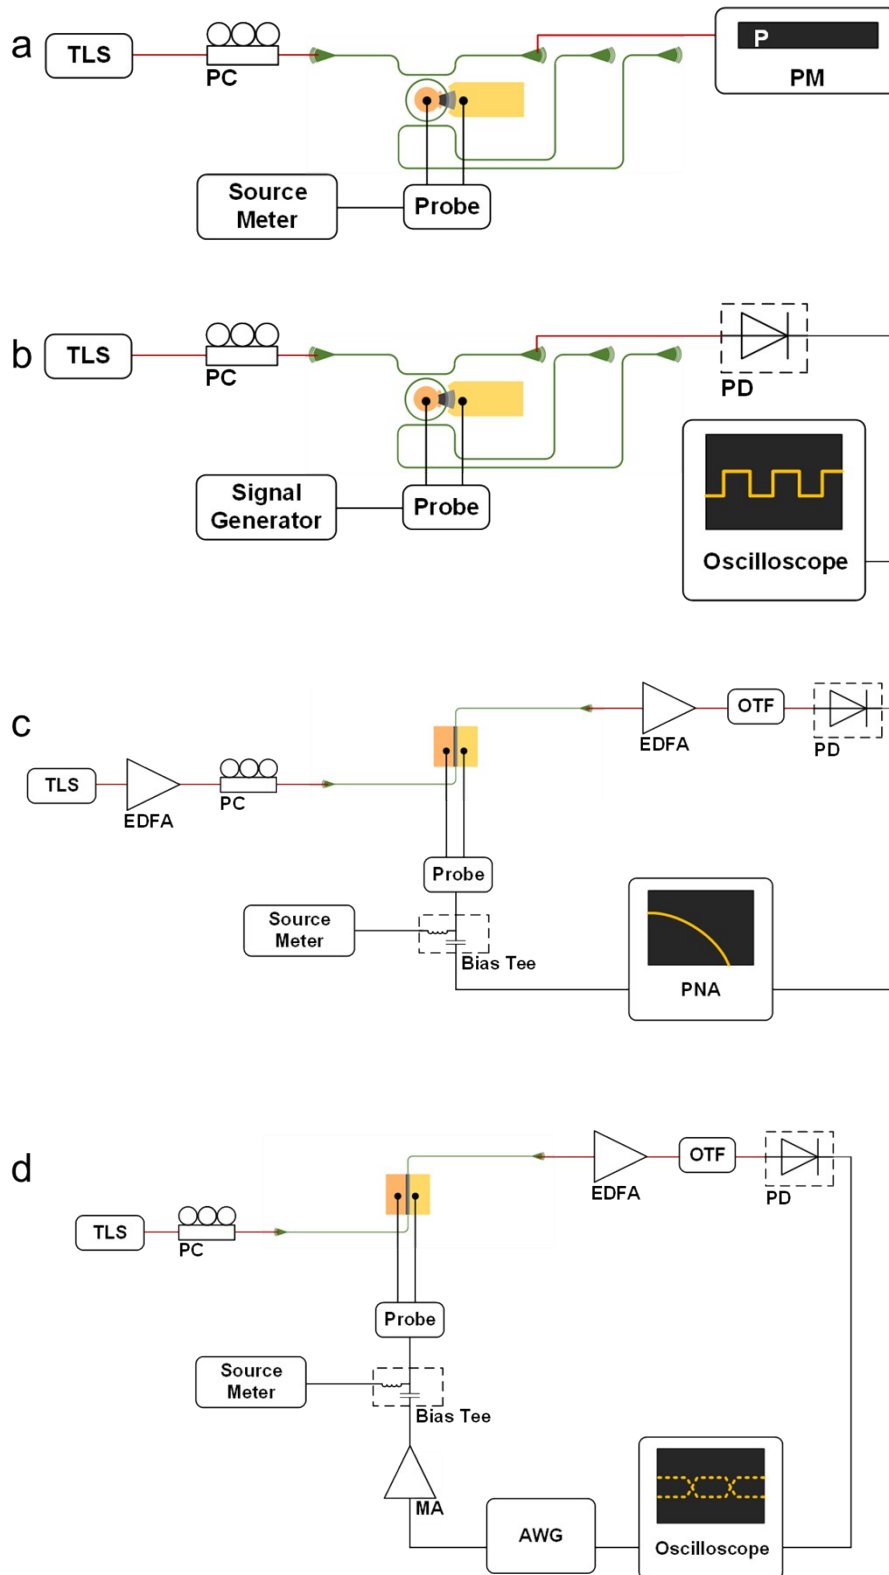 a
TLS
PC
P
PM
Source
Meter
Probe
b
TLS
PC
PD
Signal
Generator
Probe
Oscilloscope
c
TLS
EDFA
PC
EDFA
OTF
PD
Probe
Source
Meter
Bias Tee
PNA
d
TLS
PC
EDFA
OTF
PD
Probe
Source
Meter
Bias Tee
MA
AWG
Oscilloscope